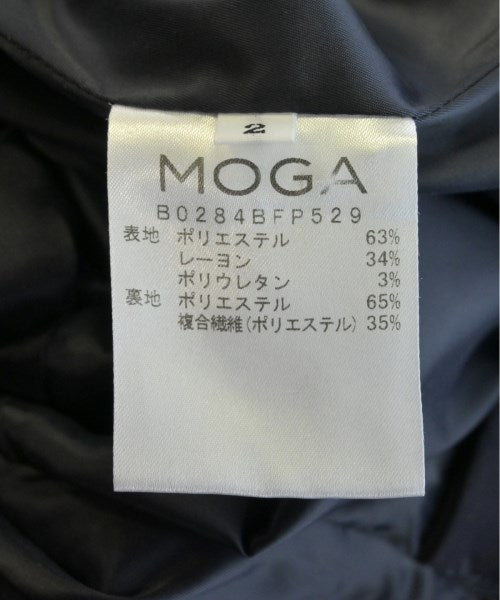 2
MOGA
B0284BFP529
表地 ポリエステル 63%
レーヨン 34%
ポリウレタン 3%
裏地 ポリエステル 65%
複合繊維(ポリエステル) 35%